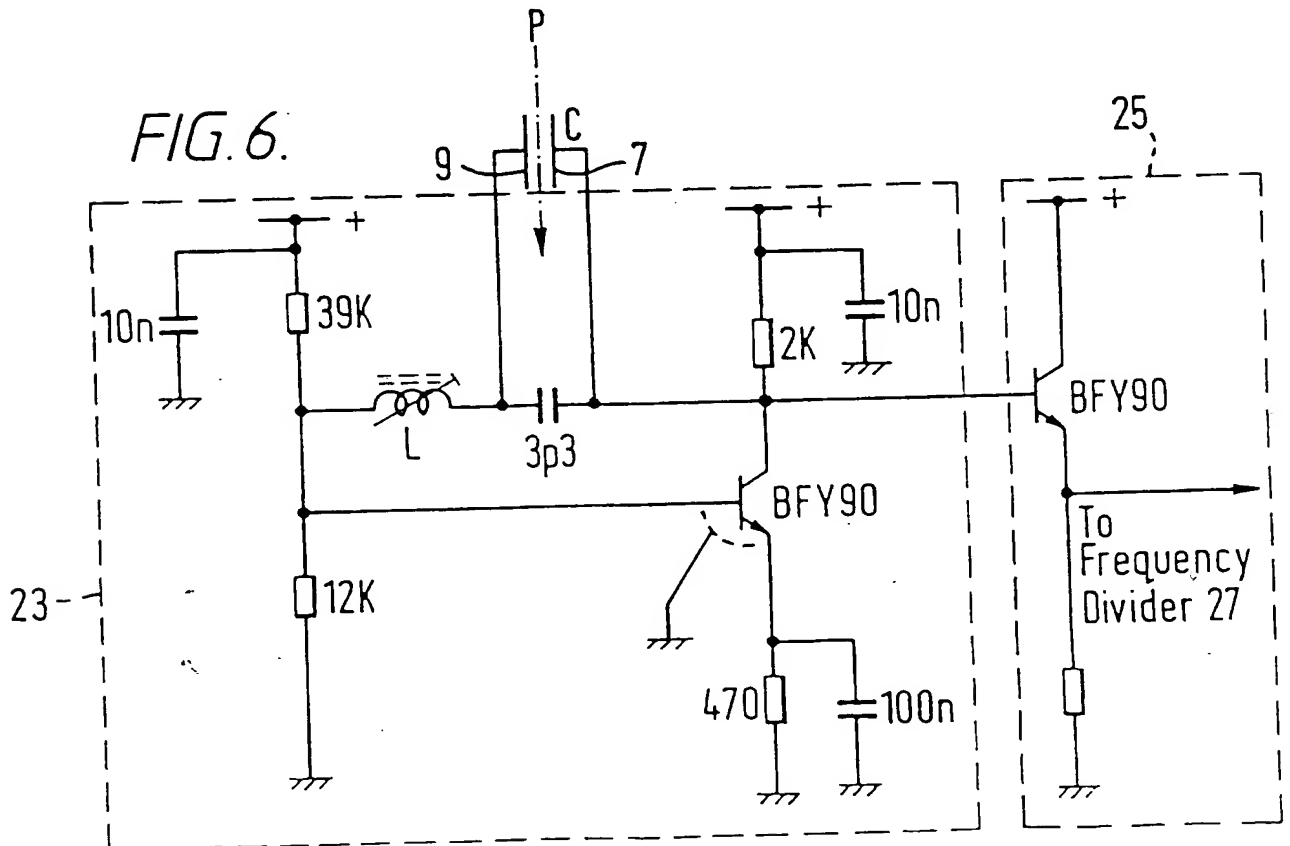 P
FIG. 6.
C
9
7
25
+
+
+
10n
39K
10n
2K
L
3p3
BFY90
BFY90
To
Frequency
Divider 27
23
12K
470
100n